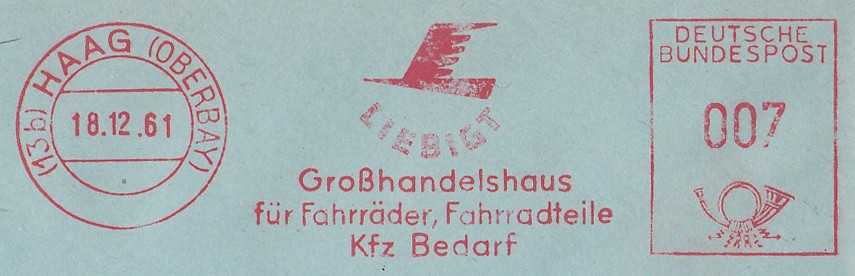 (13b) HAAG (OBERBAY)
18.12.61
LIEBIGT
Großhandelshaus
für Fahrräder, Fahrradteile
Kfz Bedarf
DEUTSCHE
BUNDESPOST
007